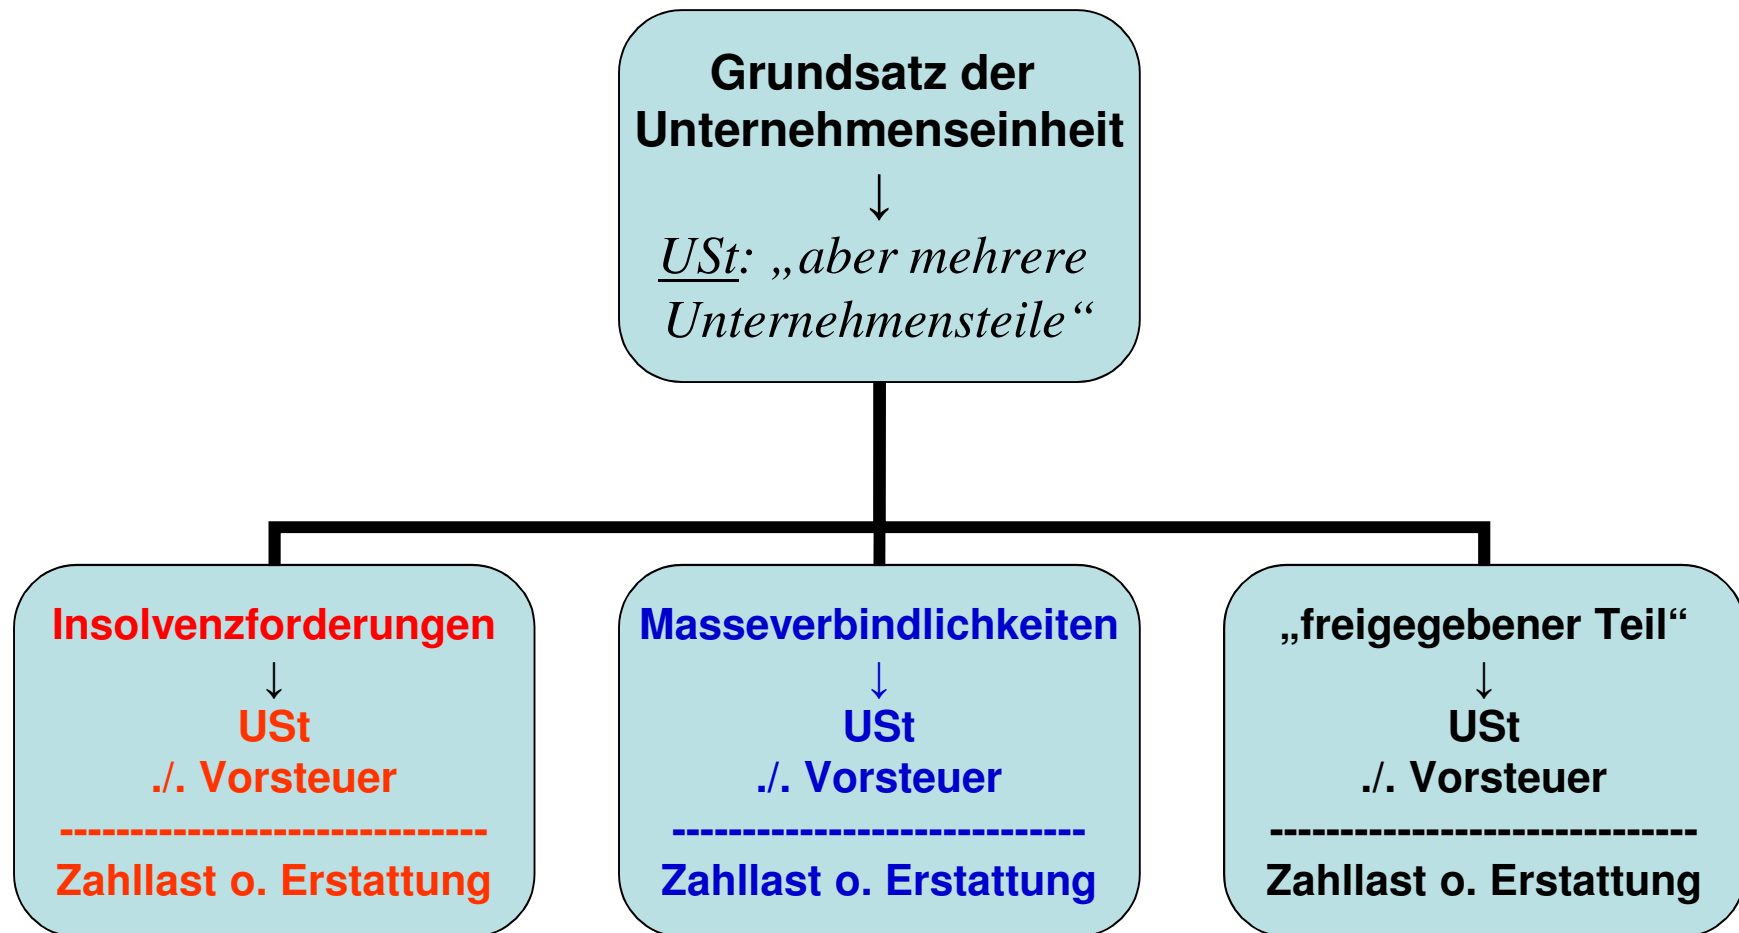 Grundsatz der
Unternehmenseinheit
↓
USt: „aber mehrere
Unternehmensteile“
Insolvenzforderungen
↓
USt
./. Vorsteuer
------------------------------
Zahllast o. Erstattung
Masseverbindlichkeiten
↓
USt
./. Vorsteuer
-----------------------------
Zahllast o. Erstattung
„freigegebener Teil“
↓
USt
./. Vorsteuer
------------------------------
Zahllast o. Erstattung